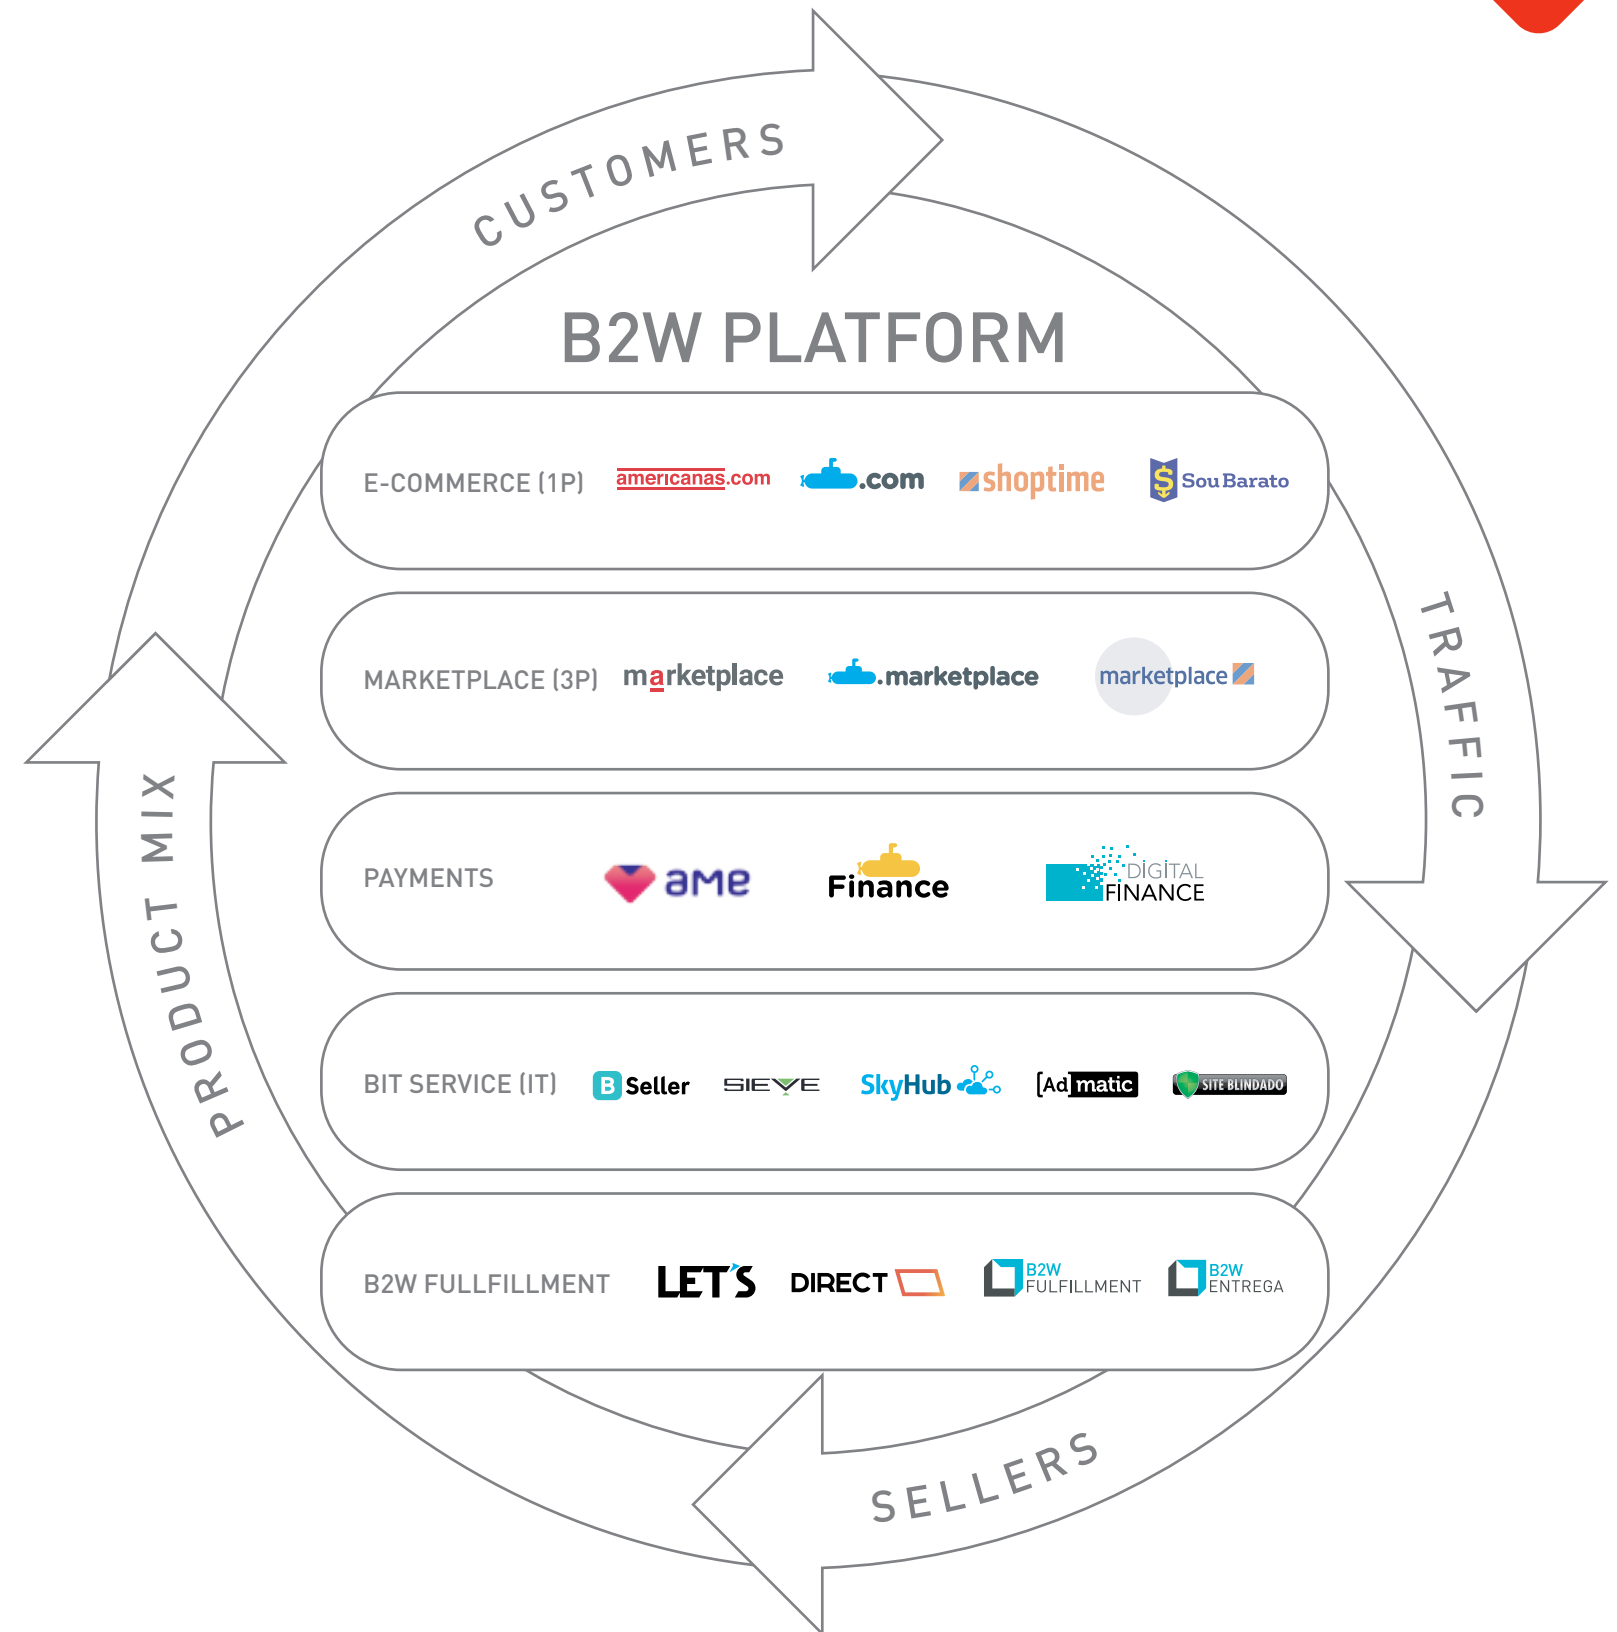 CUSTOMERS
B2W PLATFORM
E-COMMERCE (1P) americanas.com .com shoptime Sou Barato
TRAFFIC
MARKETPLACE (3P) marketplace .marketplace marketplace
PRODUCT MIX
PAYMENTS ame Finance DIGITAL FINANCE
BIT SERVICE (IT) B Seller SIEVE SkyHub [Ad] matic SITE BLINDADO
B2W FULLFILLMENT LET'S DIRECT B2W FULFILLMENT B2W ENTREGA
SELLERS